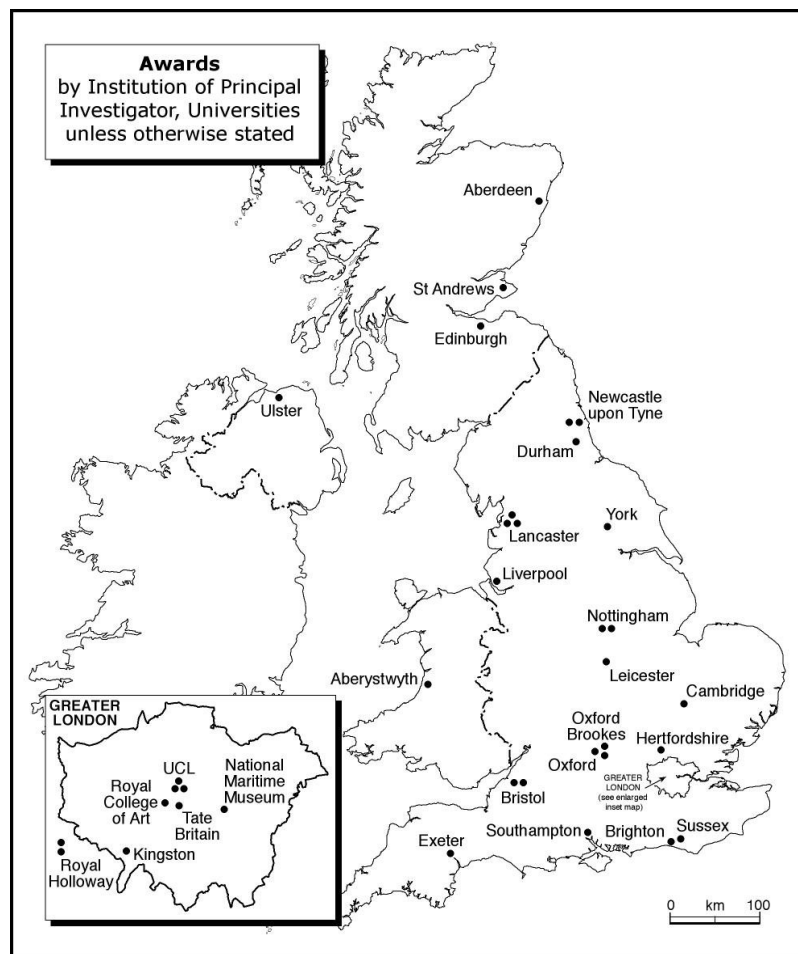 Awards
by Institution of Principal
Investigator, Universities
unless otherwise stated
Aberdeen
St Andrews
Edinburgh
Ulster
Newcastle
upon Tyne
Durham
Lancaster
York
Liverpool
Nottingham
Leicester
Aberystwyth
Cambridge
Oxford
Brookes
Hertfordshire
Oxford
GREATER
LONDON
(see enlarged
inset map)
Bristol
Southampton
Brighton
Sussex
Exeter
GREATER
LONDON
UCL
National
Maritime
Museum
Royal
College
of Art
Tate
Britain
Kingston
Royal
Holloway
0 km 100